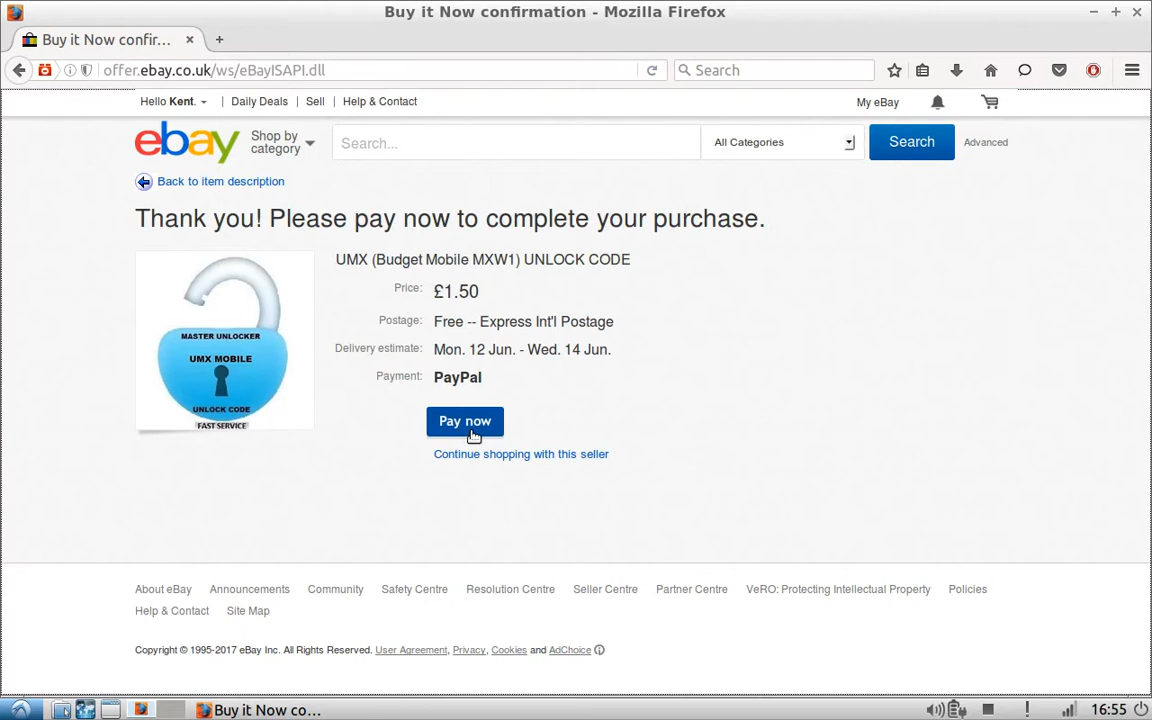 Buy it Now confirmation - Mozilla Firefox
Buy it Now confir...
offer.ebay.co.uk/ws/eBayISAPI.dll
Search
Hello Kent. | Daily Deals | Sell | Help & Contact
My eBay
ebay
Shop by category
Search...
All Categories
Search
Advanced
Back to item description
Thank you! Please pay now to complete your purchase.
MASTER UNLOCKER
UMX MOBILE
UNLOCK CODE
FAST SERVICE
UMX (Budget Mobile MXW1) UNLOCK CODE
Price: £1.50
Postage: Free -- Express Int'l Postage
Delivery estimate: Mon. 12 Jun. - Wed. 14 Jun.
Payment: PayPal
Pay now
Continue shopping with this seller
About eBay Announcements Community Safety Centre Resolution Centre Seller Centre Partner Centre VeRO: Protecting Intellectual Property Policies
Help & Contact Site Map
Copyright © 1995-2017 eBay Inc. All Rights Reserved. User Agreement, Privacy, Cookies and AdChoice
Buy it Now co...
16:55